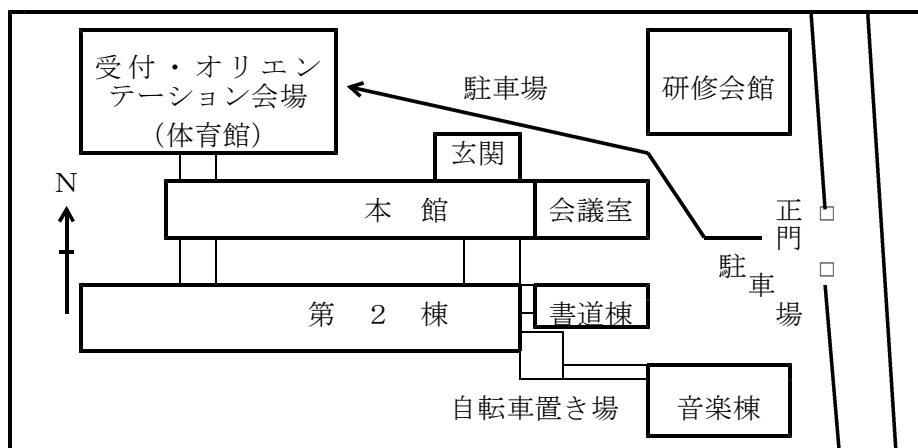 受付・オリエン
テーション会場
(体育館)
駐車場
研修会館
玄関
N
本 館
会議室
正門
駐車場
第 2 棟
書道棟
自転車置き場
音楽棟